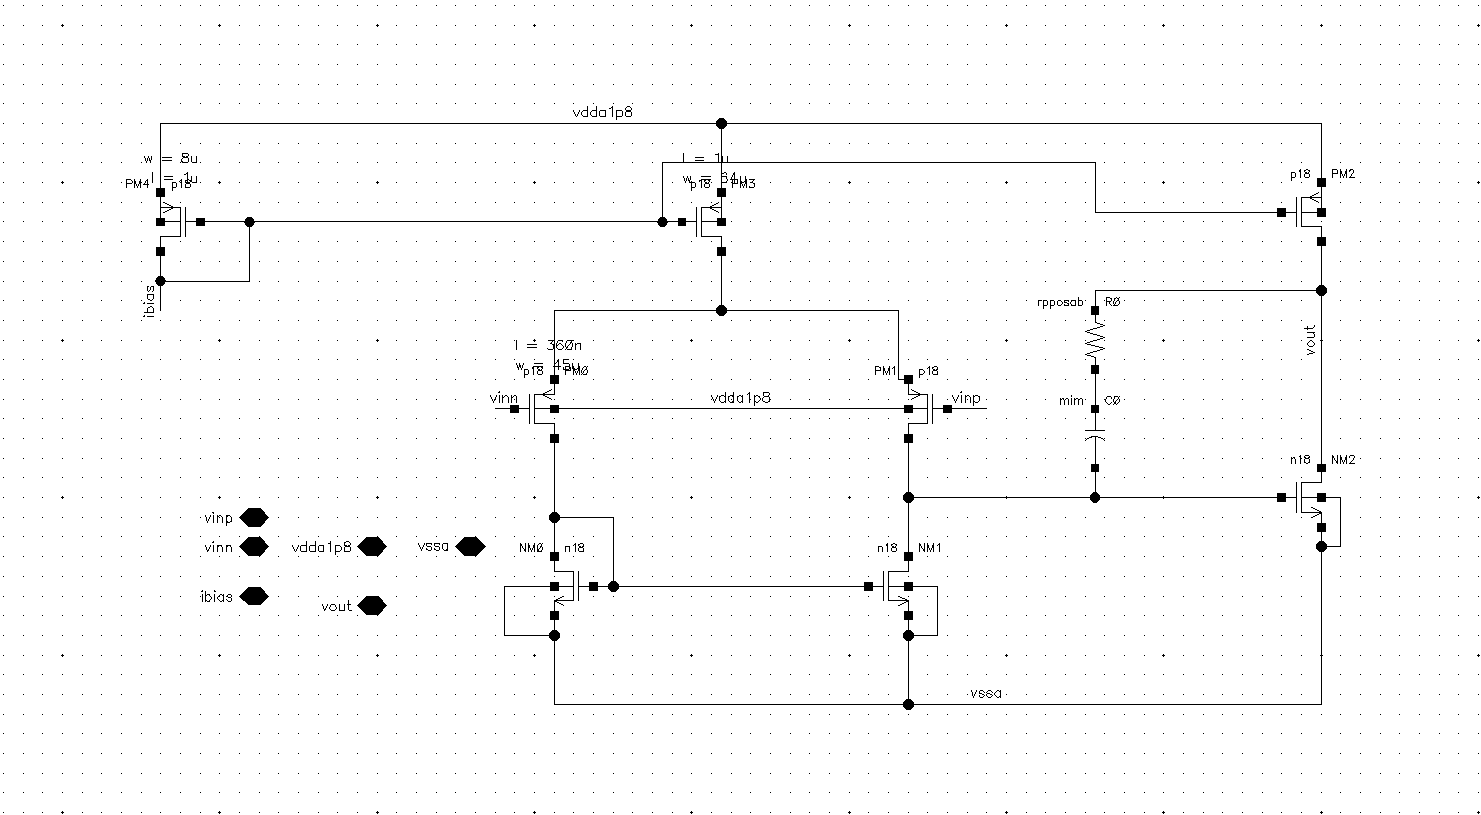 vdda1p8
w = 8u
l = 1u
PM4
p18
ibias
l = 1u
w = 64u
p18
PM3
p18
PM2
l = 360n
w = 45u
p18
PM0
vinn
vdda1p8
PM1
p18
vinp
rpposab
R0
mim
C0
vout
n18
NM2
vinp
vinn
vdda1p8
vssa
ibias
vout
NM0
n18
n18
NM1
vssa